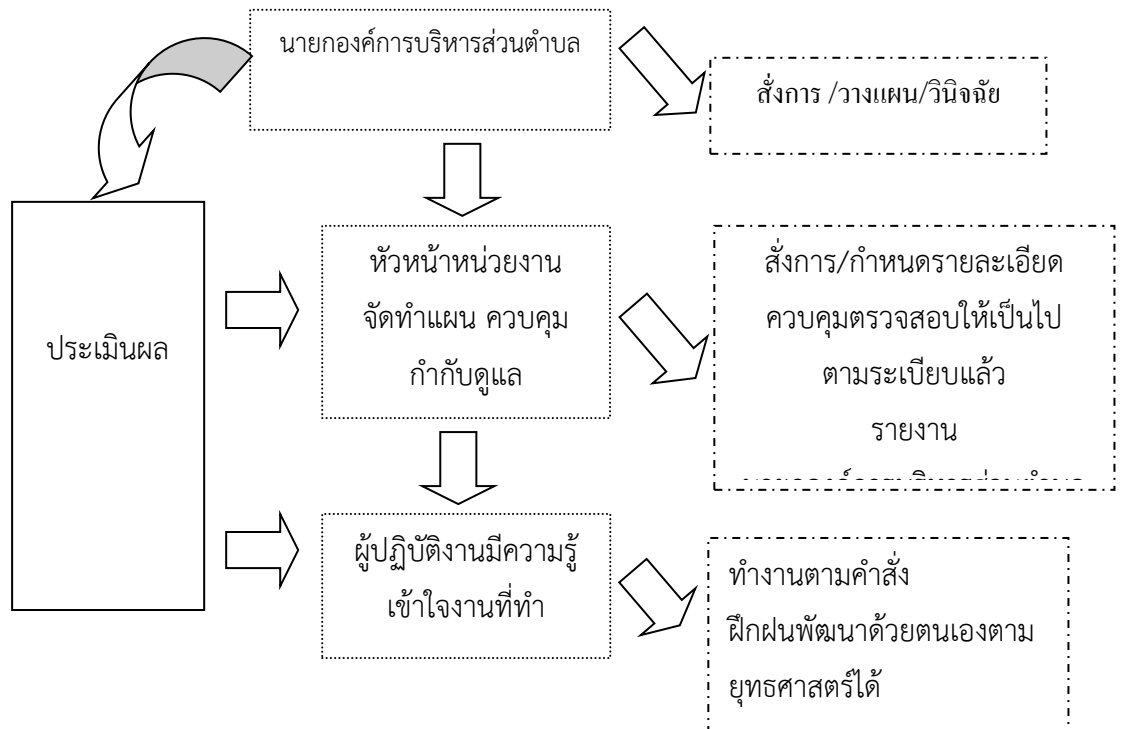 นายกองค์การบริหารส่วนตำบล
สั่งการ /วางแผน/วินิจฉัย
ประเมินผล
หัวหน้าหน่วยงาน
จัดทำแผน ควบคุม
กำกับดูแล
สั่งการ/กำหนดรายละเอียด
ควบคุมตรวจสอบให้เป็นไป
ตามระเบียบแล้ว
รายงาน
ผู้ปฏิบัติงานมีความรู้
เข้าใจงานที่ทำ
ทำงานตามคำสั่ง
ฝึกฝนพัฒนาด้วยตนเองตาม
ยุทธศาสตร์ได้